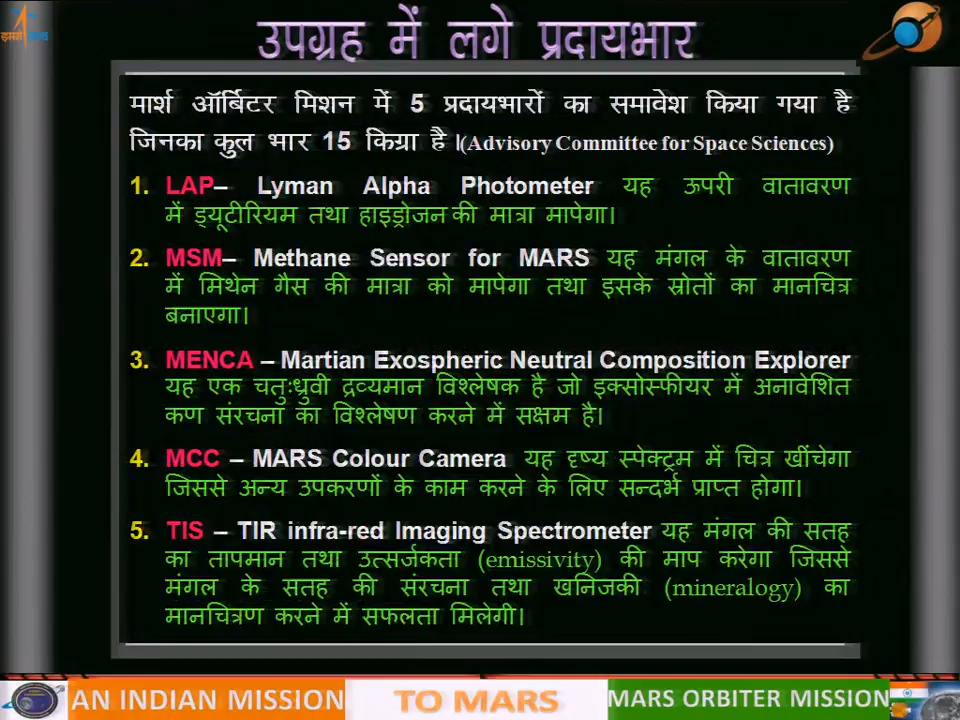 इसरो
उपग्रह में लगे प्रदायभार
मार्श ऑर्बिटर मिशन में 5 प्रदायभारों का समावेश किया गया है
जिनका कुल भार 15 किग्रा है।(Advisory Committee for Space Sciences)
1. LAP– Lyman Alpha Photometer यह ऊपरी वातावरण
में ड्यूटीरियम तथा हाइड्रोजन की मात्रा मापेगा।
2. MSM– Methane Sensor for MARS यह मंगल के वातावरण
में मिथेन गैस की मात्रा को मापेगा तथा इसके स्रोतों का मानचित्र
बनाएगा।
3. MENCA – Martian Exospheric Neutral Composition Explorer
यह एक चतुःध्रुवी द्रव्यमान विश्लेषक है जो इक्सोस्फीयर में अनावेशित
कण संरचना का विश्लेषण करने में सक्षम है।
4. MCC – MARS Colour Camera यह दृष्य स्पेक्ट्रम में चित्र खींचेगा
जिससे अन्य उपकरणों के काम करने के लिए सन्दर्भ प्राप्त होगा।
5. TIS – TIR infra-red Imaging Spectrometer यह मंगल की सतह
का तापमान तथा उत्सर्जकता (emissivity) की माप करेगा जिससे
मंगल के सतह की संरचना तथा खनिजकी (mineralogy) का
मानचित्रण करने में सफलता मिलेगी।
AN INDIAN MISSION TO MARS MARS ORBITER MISSION